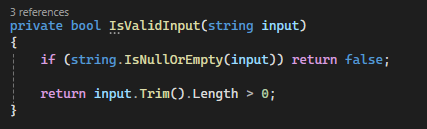 3 references
private bool IsValidInput(string input)
{
    if (string.IsNullOrEmpty(input)) return false;

    return input.Trim().Length > 0;
}